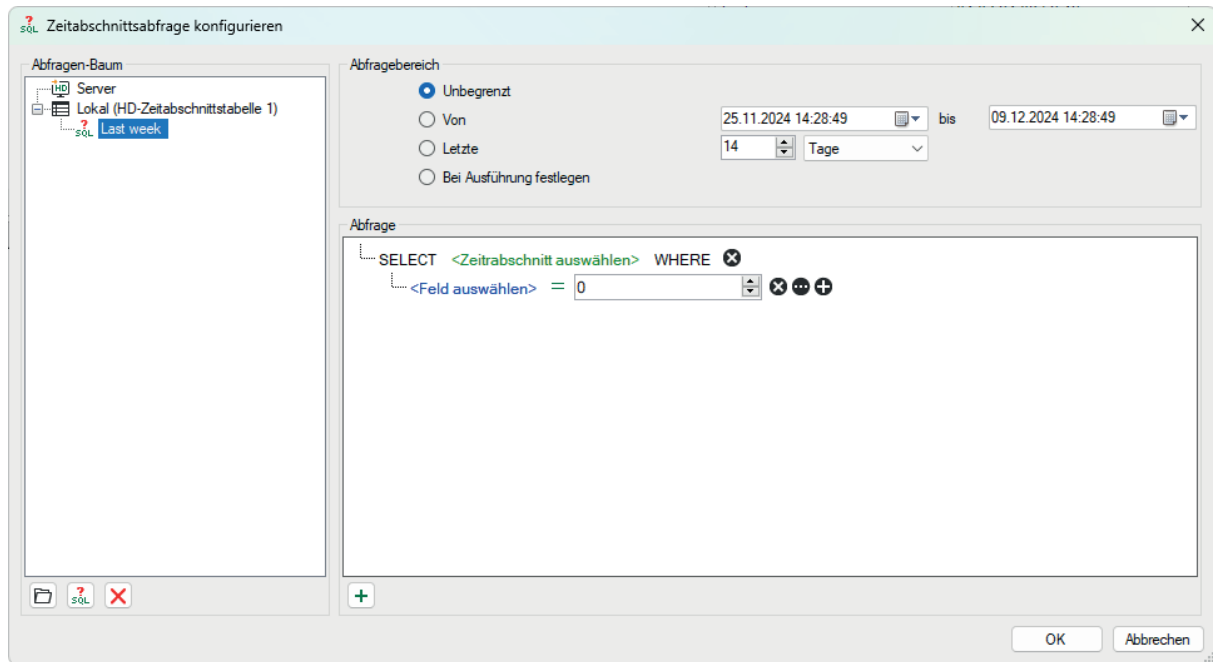 Zeitabschnittsabfrage konfigurieren
Abfragen-Baum
Server
Lokal (HD-Zeitabschnittstabelle 1)
Last week
Abfragebereich
Unbegrenzt
Von 25.11.2024 14:28:49 bis 09.12.2024 14:28:49
Letzte 14 Tage
Bei Ausführung festlegen
Abfrage
SELECT <Zeitrabschnitt auswählen> WHERE
<Feld auswählen> = 0
OK Abbrechen